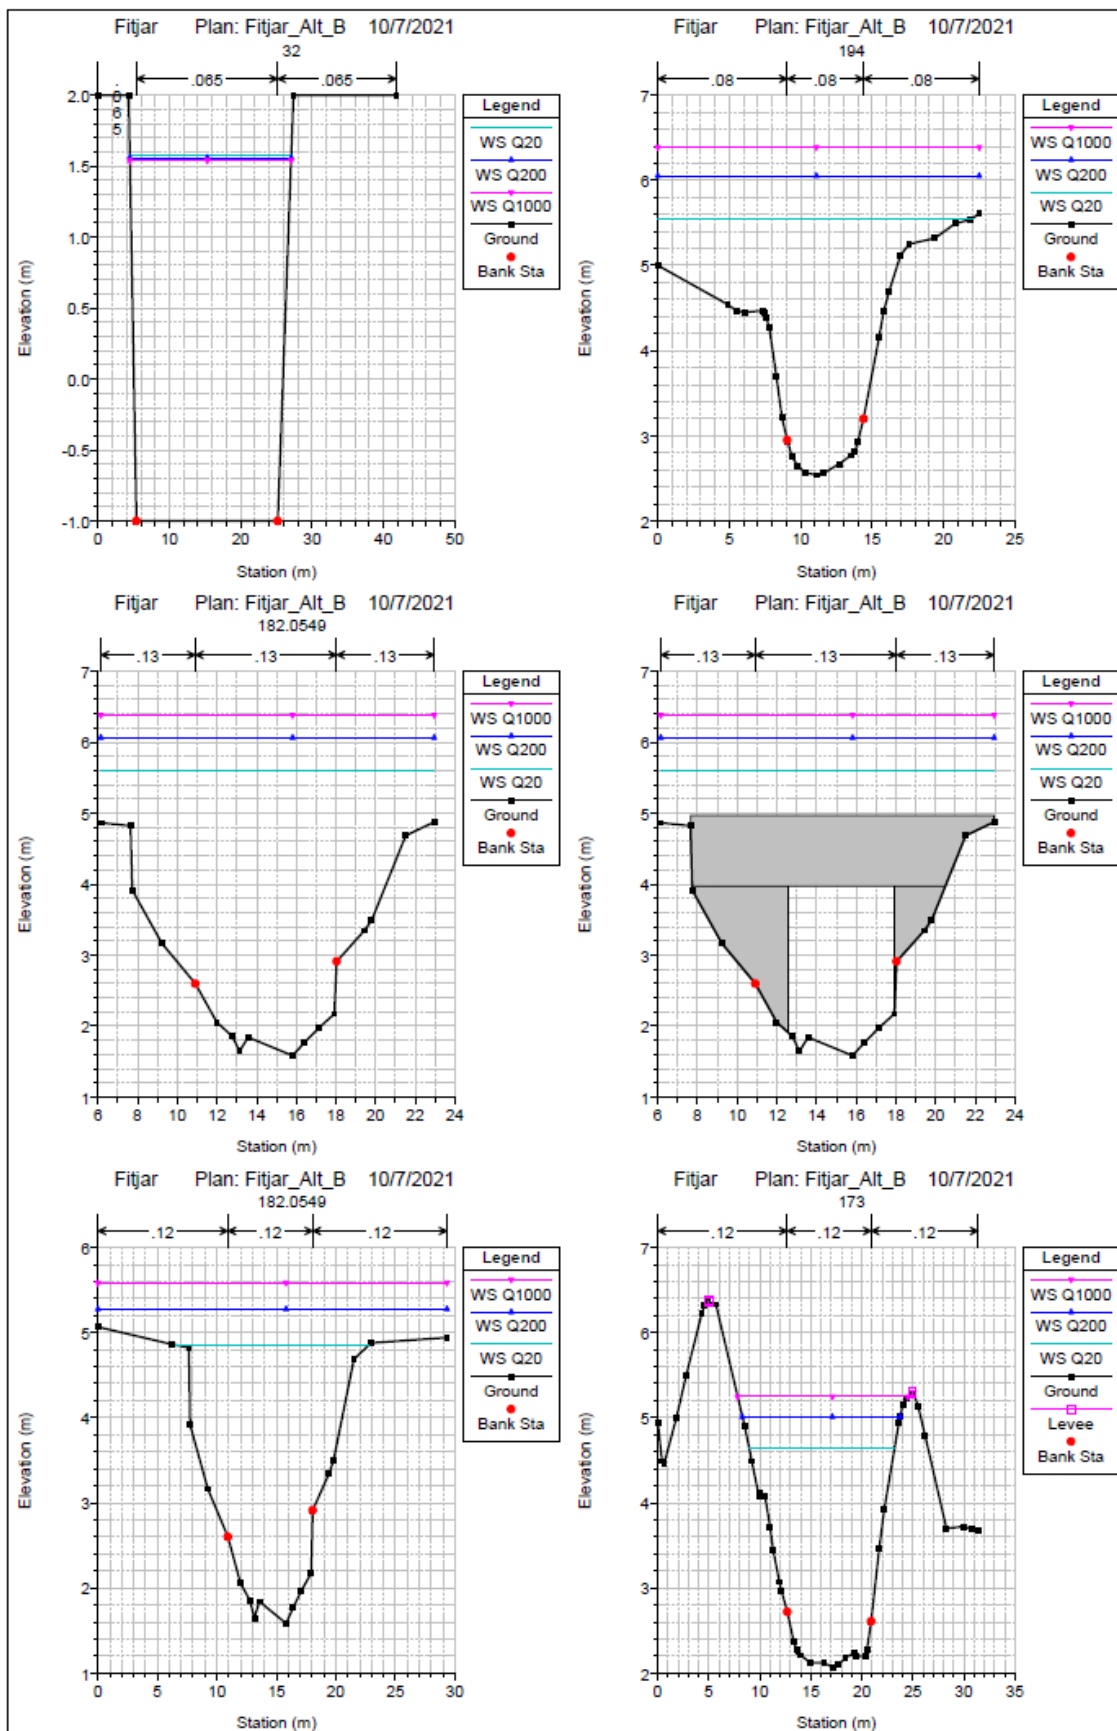 Fitjar Plan: Fitjar_Alt_B 10/7/2021
32
.065
.065
.065
2.0
1.5
1.0
0.5
0.0
-0.5
-1.0
0 10 20 30 40 50
Elevation (m)
Station (m)
Legend
WS Q20
WS Q200
WS Q1000
Ground
Bank Sta
Fitjar Plan: Fitjar_Alt_B 10/7/2021
194
.08 .08 .08
7
6
5
4
3
2
0 5 10 15 20 25
Elevation (m)
Station (m)
Legend
WS Q1000
WS Q200
WS Q20
Ground
Bank Sta
Fitjar Plan: Fitjar_Alt_B 10/7/2021
182.0549
.13 .13 .13
7
6
5
4
3
2
1
6 8 10 12 14 16 18 20 22 24
Elevation (m)
Station (m)
Legend
WS Q1000
WS Q200
WS Q20
Ground
Bank Sta
Fitjar Plan: Fitjar_Alt_B 10/7/2021
.13 .13 .13
7
6
5
4
3
2
1
6 8 10 12 14 16 18 20 22 24
Elevation (m)
Station (m)
Legend
WS Q1000
WS Q200
WS Q20
Ground
Bank Sta
Fitjar Plan: Fitjar_Alt_B 10/7/2021
182.0549
.12 .12 .12
6
5
4
3
2
1
0 5 10 15 20 25 30
Elevation (m)
Station (m)
Legend
WS Q1000
WS Q200
WS Q20
Ground
Bank Sta
Fitjar Plan: Fitjar_Alt_B 10/7/2021
173
.12 .12 .12
7
6
5
4
3
2
0 5 10 15 20 25 30 35
Elevation (m)
Station (m)
Legend
WS Q1000
WS Q200
WS Q20
Ground
Levee
Bank Sta